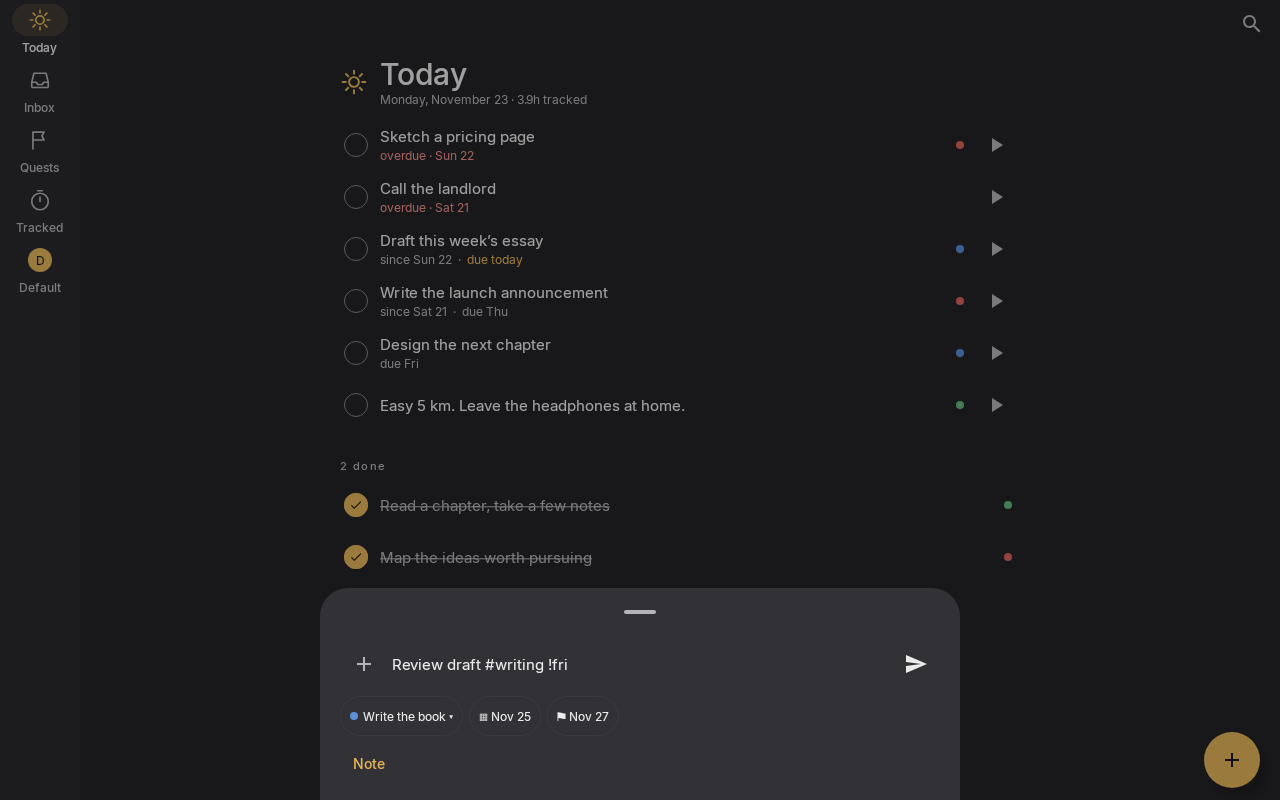 Today
Inbox
Quests
Tracked
D
Default
Today
Monday, November 23 · 3.9h tracked
Sketch a pricing page
overdue · Sun 22
Call the landlord
overdue · Sat 21
Draft this week’s essay
since Sun 22 · due today
Write the launch announcement
since Sat 21 · due Thu
Design the next chapter
due Fri
Easy 5 km. Leave the headphones at home.
2 done
Read a chapter, take a few notes
Map the ideas worth pursuing
Review draft #writing !fri
Write the book
Nov 25
Nov 27
Note